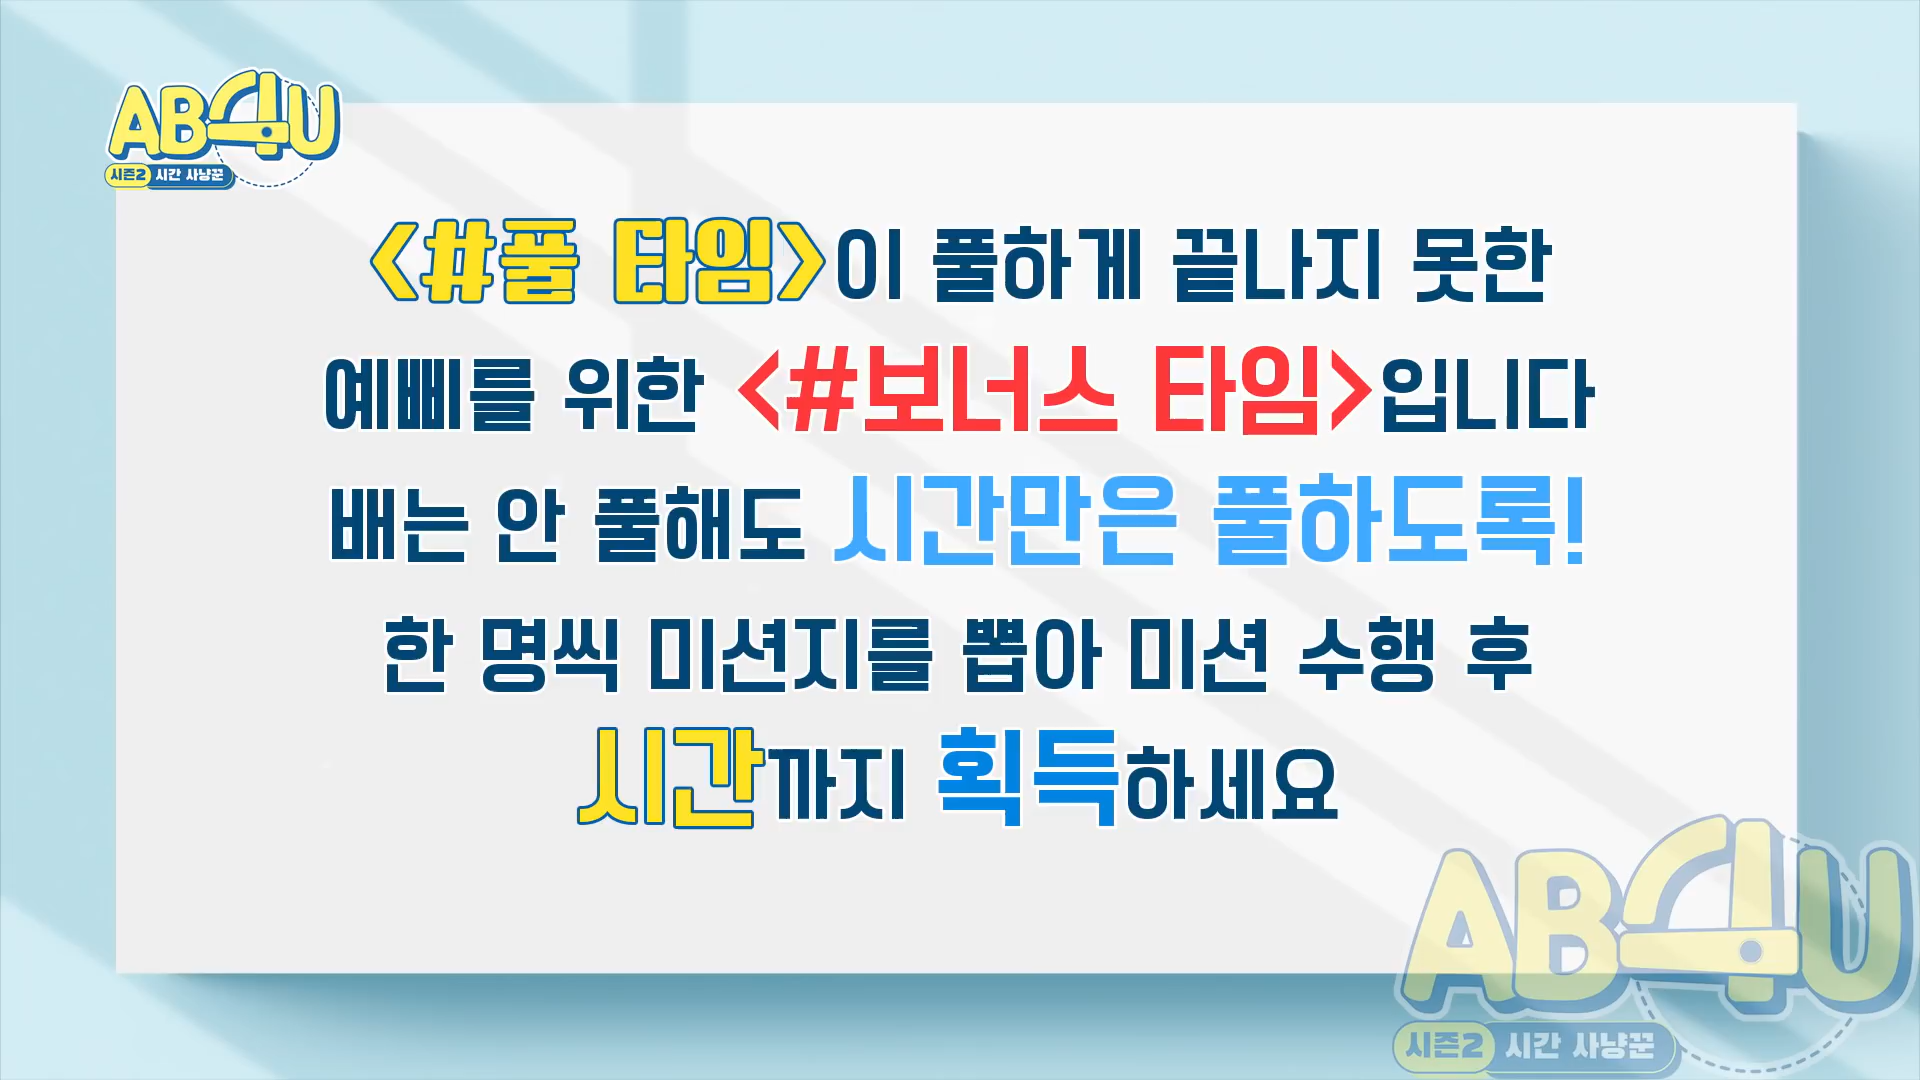 AB4U
시즌2 시간 사냥꾼
<#풀 타임>이 풀하게 끝나지 못한
예삐를 위한 <#보너스 타임>입니다
배는 안 풀해도 시간만은 풀하도록!
한 명씩 미션지를 뽑아 미션 수행 후
시간까지 획득하세요
AB4U
시즌2 시간 사냥꾼